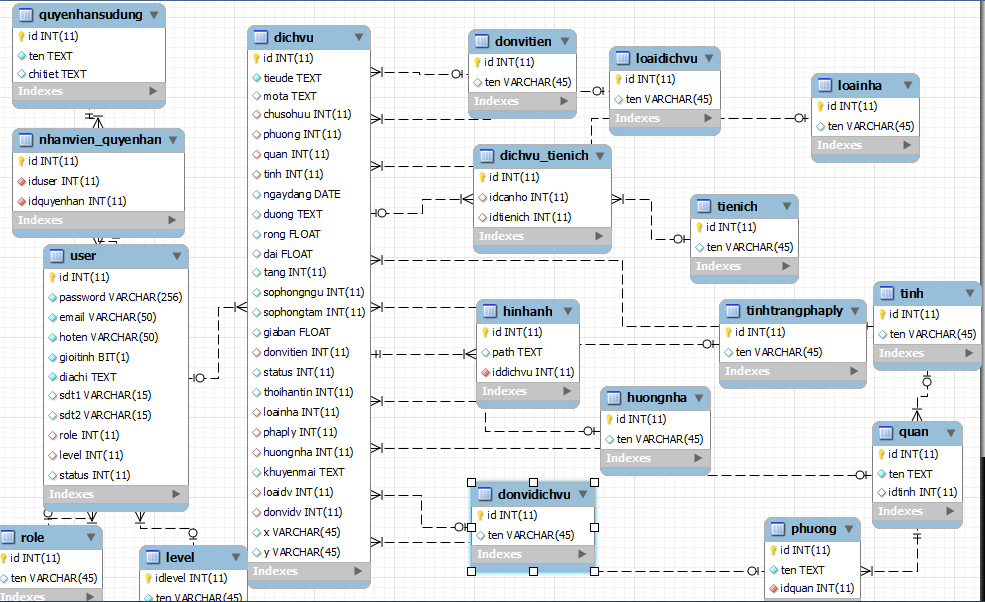 quyenhansudung
id INT(11)
ten TEXT
chitiet TEXT
Indexes
nhanvien_quyenhan
id INT(11)
iduser INT(11)
idquyenhan INT(11)
Indexes
user
id INT(11)
password VARCHAR(256)
email VARCHAR(50)
hoten VARCHAR(50)
gioitinh BIT(1)
diachi TEXT
sdt1 VARCHAR(15)
sdt2 VARCHAR(15)
role INT(11)
level INT(11)
status INT(11)
Indexes
role
id INT(11)
ten VARCHAR(45)
Indexes
level
idlevel INT(11)
ten VARCHAR(45)
dichvu
id INT(11)
tieude TEXT
mota TEXT
chusohuu INT(11)
phuong INT(11)
quan INT(11)
tinh INT(11)
ngaydang DATE
duong TEXT
rong FLOAT
dai FLOAT
tang INT(11)
sophongngu INT(11)
sophongtam INT(11)
giaban FLOAT
donvitien INT(11)
status INT(11)
thoihantin INT(11)
loainha INT(11)
phaply INT(11)
huongnha INT(11)
khuyenmai TEXT
loaidv INT(11)
donvidv INT(11)
x VARCHAR(45)
y VARCHAR(45)
Indexes
donvitien
id INT(11)
ten VARCHAR(45)
Indexes
loaidichvu
id INT(11)
ten VARCHAR(45)
Indexes
loainha
id INT(11)
ten VARCHAR(45)
Indexes
dichvu_tienich
id INT(11)
idcanho INT(11)
idtienich INT(11)
Indexes
tienich
id INT(11)
ten VARCHAR(45)
Indexes
hinhanh
id INT(11)
path TEXT
iddichvu INT(11)
Indexes
tinhtrangphaply
id INT(11)
ten VARCHAR(45)
Indexes
tinh
id INT(11)
ten VARCHAR(45)
Indexes
huongnha
id INT(11)
ten VARCHAR(45)
Indexes
quan
id INT(11)
ten TEXT
idtinh INT(11)
Indexes
donvidichvu
id INT(11)
ten VARCHAR(45)
Indexes
phuong
id INT(11)
ten TEXT
idquan INT(11)